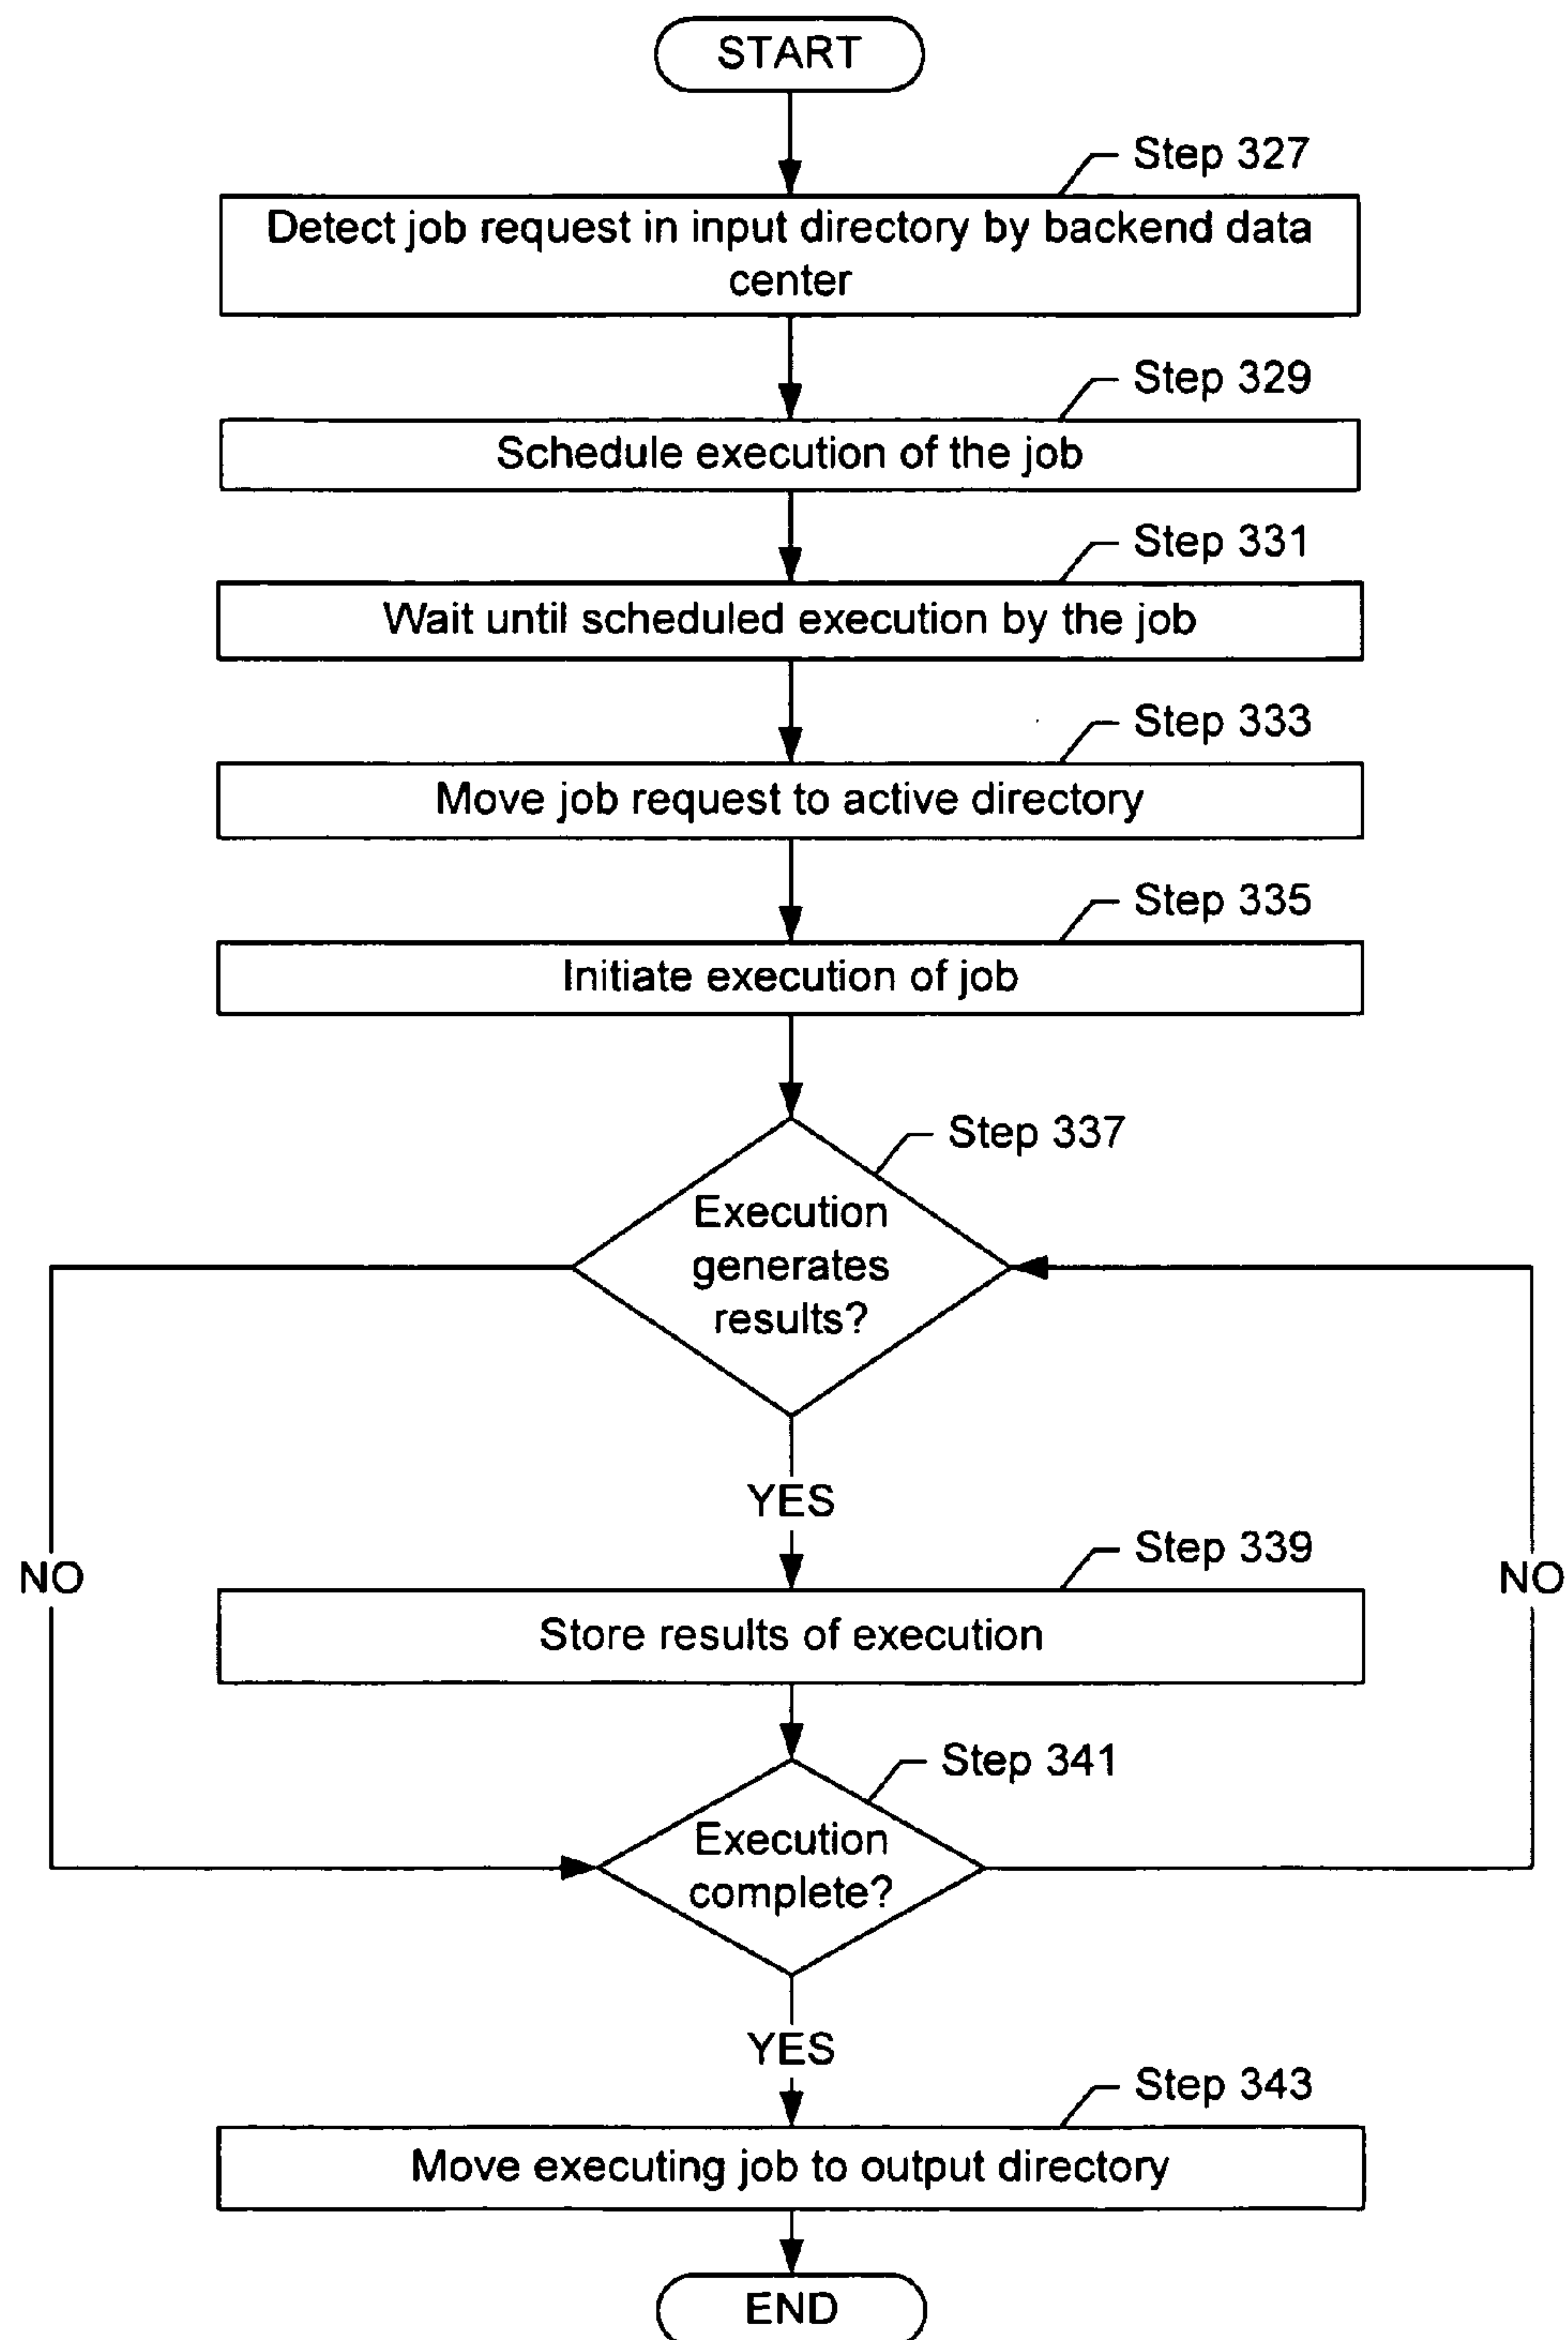 START
Step 327
Detect job request in input directory by backend data
center
Step 329
Schedule execution of the job
Step 331
Wait until scheduled execution by the job
Step 333
Move job request to active directory
Step 335
Initiate execution of job
Step 337
Execution
generates
results?
YES
Step 339
NO
NO
Store results of execution
Step 341
Execution
complete?
YES
Step 343
Move executing job to output directory
END